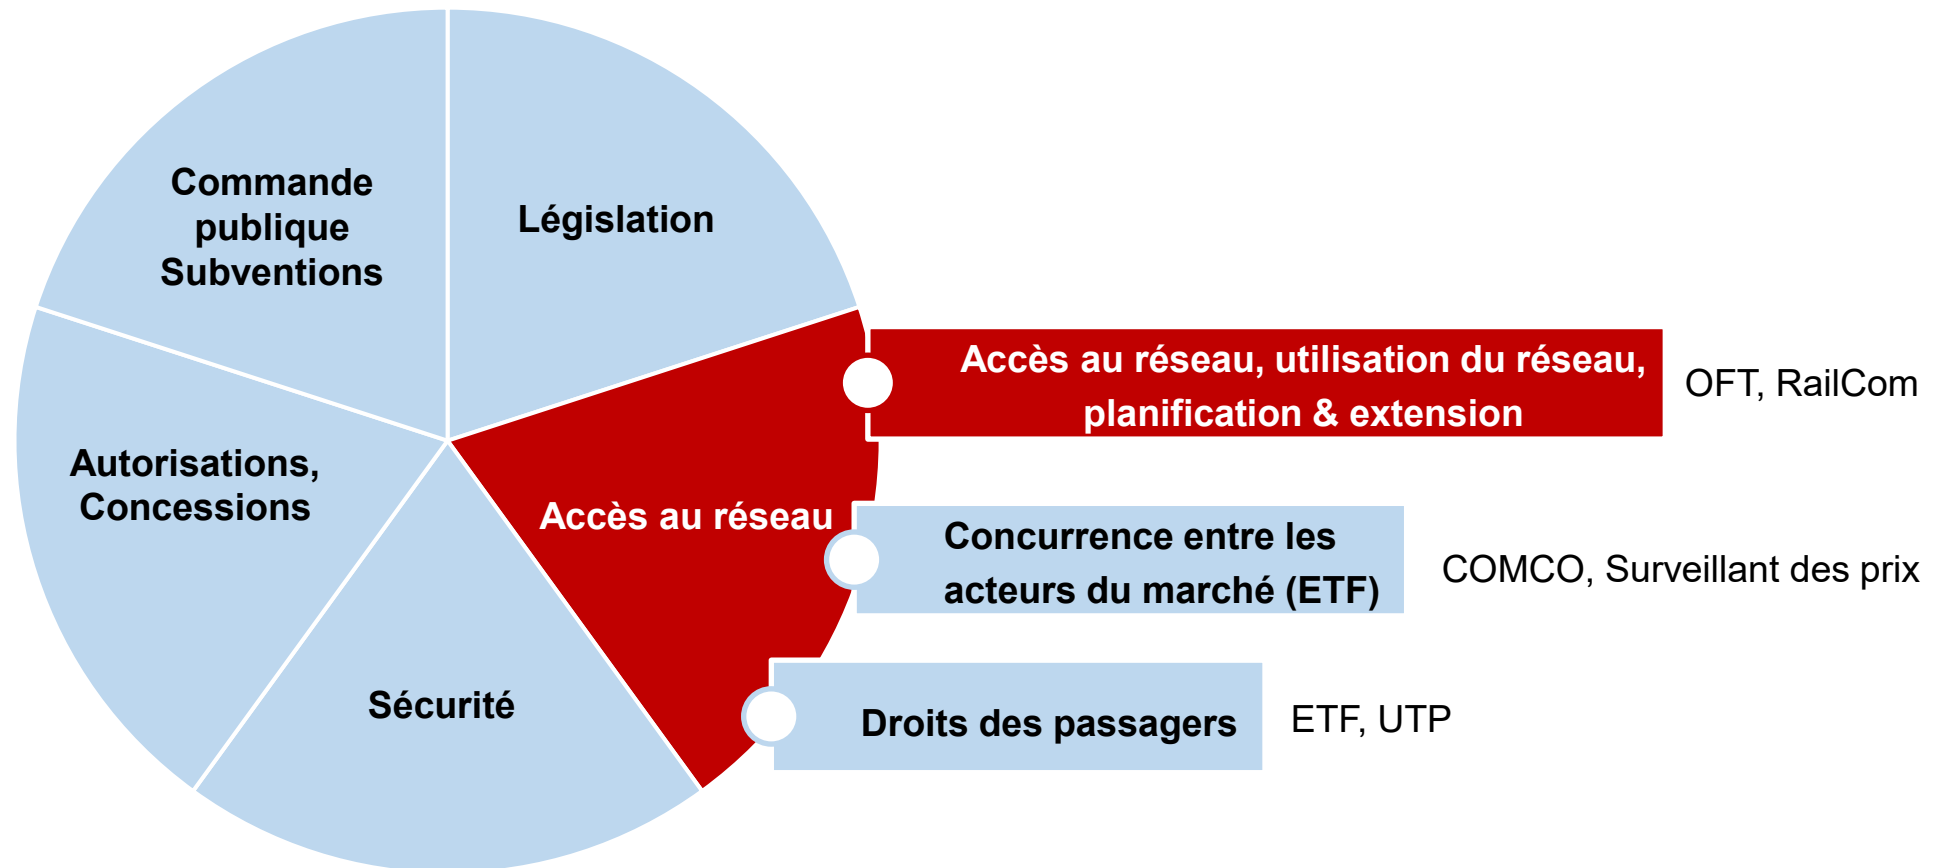 Commande
publique
Subventions
Législation
Autorisations,
Concessions
Sécurité
Accès au réseau
Accès au réseau, utilisation du réseau,
planification & extension
OFT, RailCom
Concurrence entre les
acteurs du marché (ETF)
COMCO, Surveillant des prix
Droits des passagers
ETF, UTP